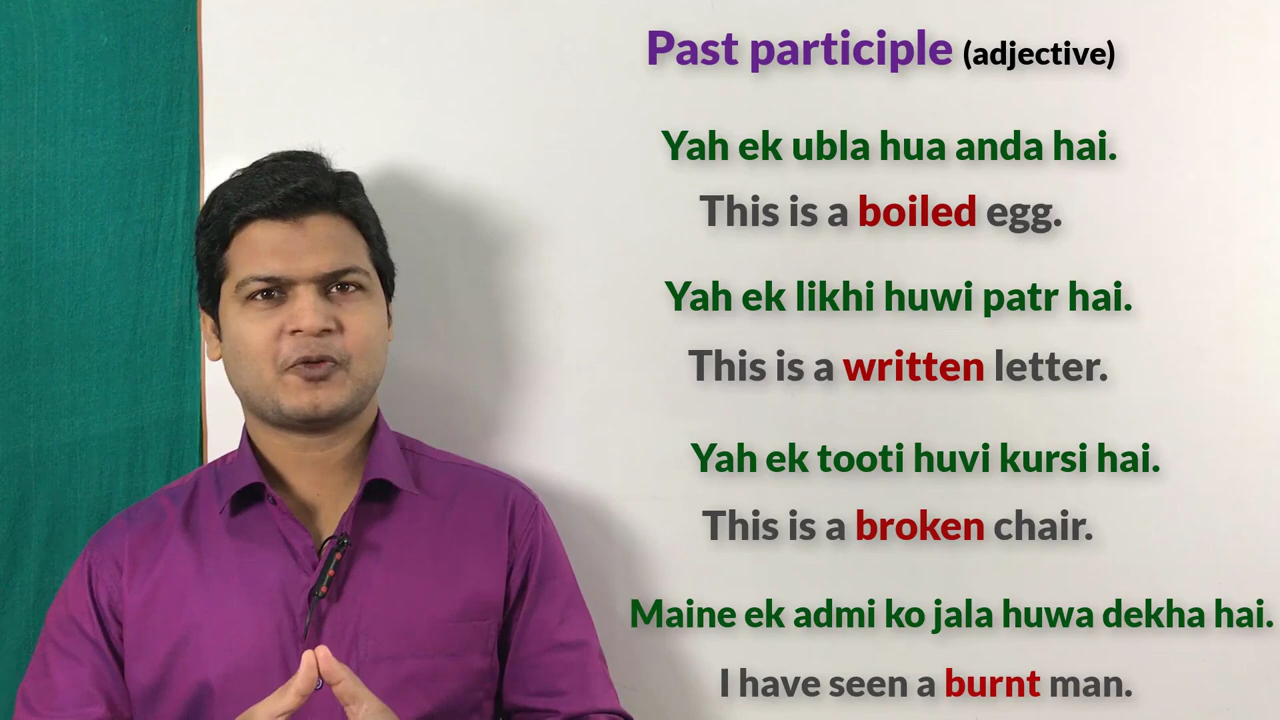 Past participle (adjective)
Yah ek ubla hua anda hai.
This is a boiled egg.
Yah ek likhi huwi patr hai.
This is a written letter.
Yah ek tooti huvi kursi hai.
This is a broken chair.
Maine ek admi ko jala huwa dekha hai.
I have seen a burnt man.